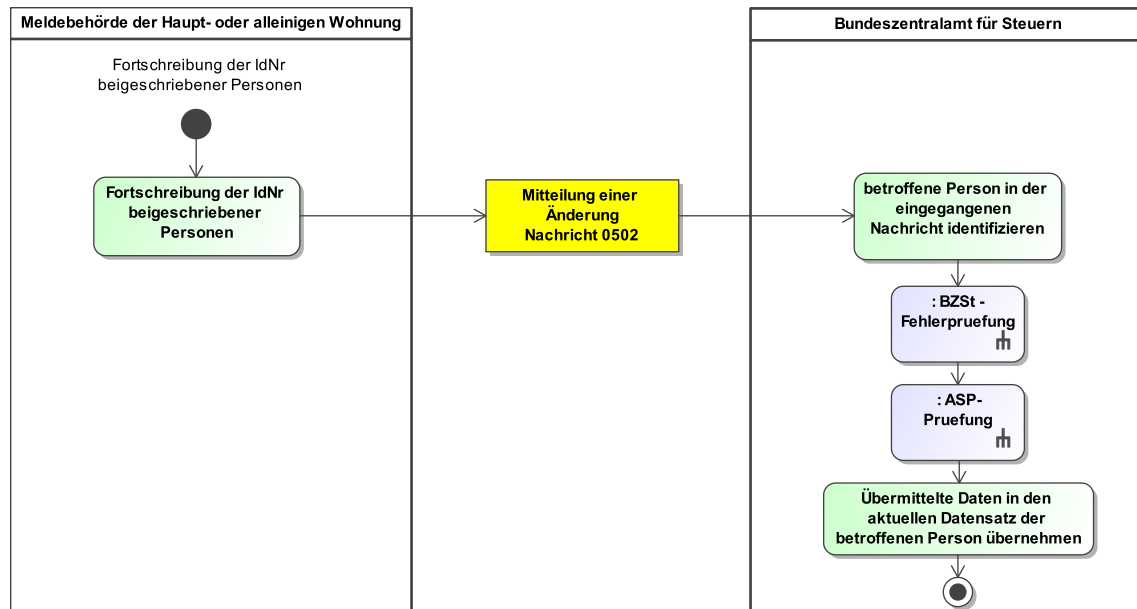 Meldebehörde der Haupt- oder alleinigen Wohnung
Fortschreibung der IdNr
beigeschriebener Personen
Fortschreibung der IdNr
beigeschriebener
Personen
Mitteilung einer
Änderung
Nachricht 0502
Bundeszentralamt für Steuern
betroffene Person in der
eingegangenen
Nachricht identifizieren
: BZSt -
Fehlerpruefung
: ASP-
Pruefung
Übermittelte Daten in den
aktuellen Datensatz der
betroffenen Person übernehmen